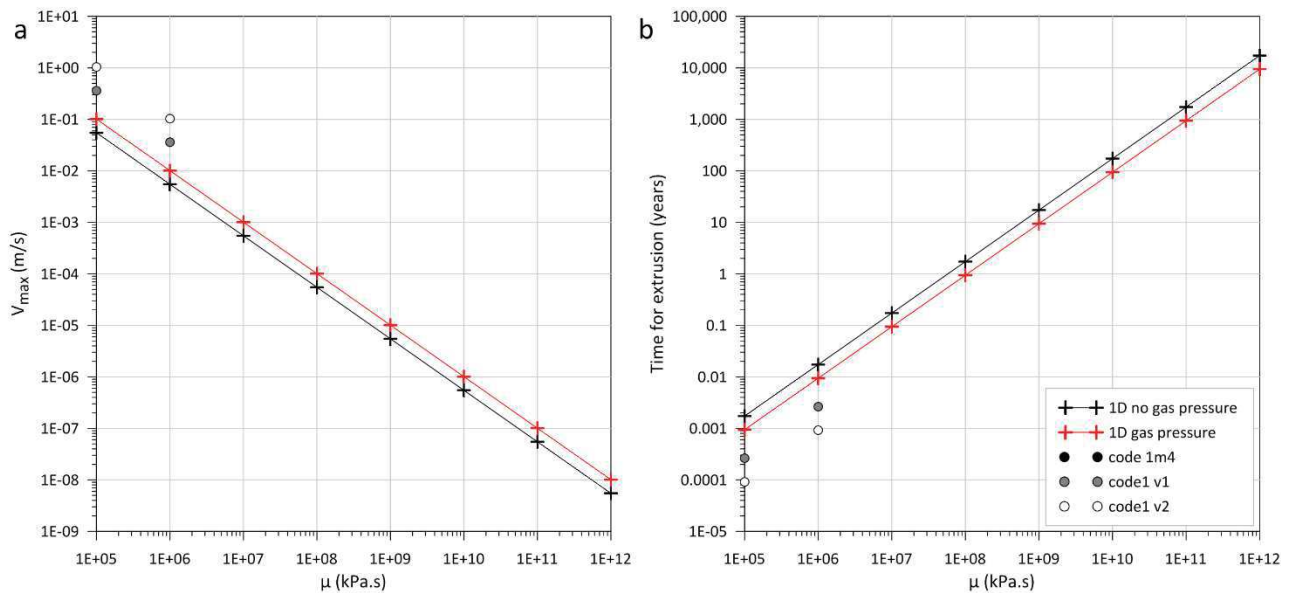 a
1E+01
1E+00
1E-01
1E-02
1E-03
1E-04
1E-05
1E-06
1E-07
1E-08
1E-09
Vmax (m/s)
1E+05 1E+06 1E+07 1E+08 1E+09 1E+10 1E+11 1E+12
μ (kPa.s)
b
100,000
10,000
1,000
100
10
1
0.1
0.01
0.001
0.0001
1E-05
Time for extrusion (years)
1E+05 1E+06 1E+07 1E+08 1E+09 1E+10 1E+11 1E+12
μ (kPa.s)
1D no gas pressure
1D gas pressure
code 1m4
code1 v1
code1 v2